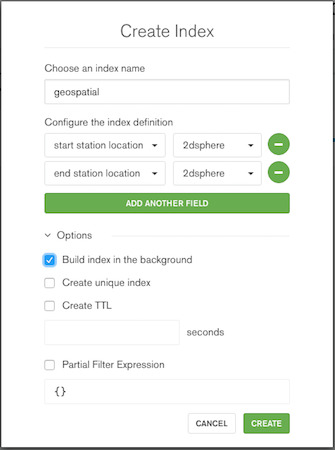 Create Index
Choose an index name
geospatial
Configure the index definition
start station location 2dsphere
end station location 2dsphere
ADD ANOTHER FIELD
Options
Build index in the background
Create unique index
Create TTL
seconds
Partial Filter Expression
{}
CANCEL CREATE